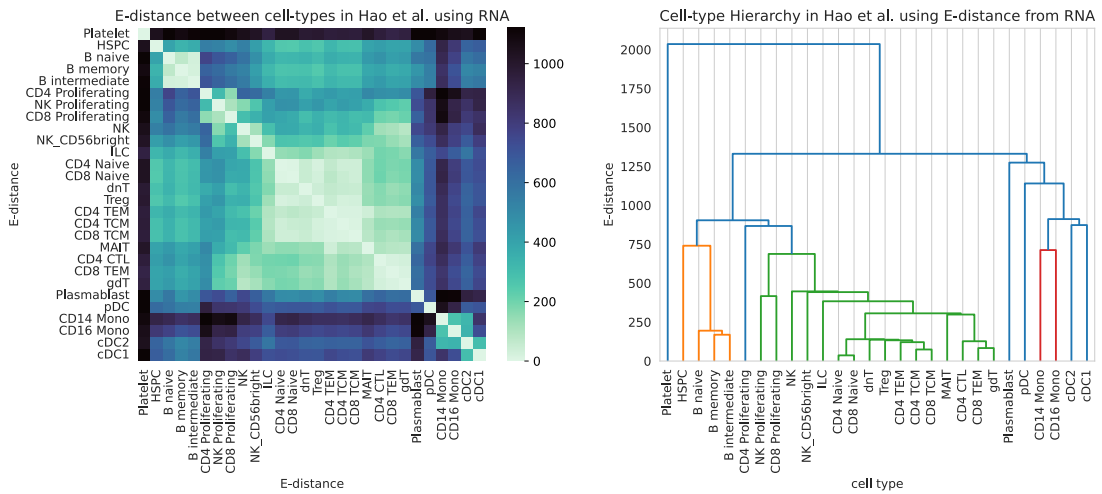 E-distance between cell-types in Hao et al. using RNA
Platelet
HSPC
B naive
B memory
B intermediate
CD4 Proliferating
NK Proliferating
CD8 Proliferating
NK
NK_CD56bright
ILC
CD4 Naive
CD8 Naive
dnT
Treg
CD4 TEM
CD4 TCM
CD8 TCM
MAIT
CD4 CTL
CD8 TEM
gdT
Plasmablast
pDC
CD14 Mono
CD16 Mono
cDC2
cDC1
E-distance
Platelet
HSPC
B naive
B memory
B intermediate
CD4 Proliferating
NK Proliferating
CD8 Proliferating
NK
NK_CD56bright
ILC
CD4 Naive
CD8 Naive
dnT
Treg
CD4 TEM
CD4 TCM
CD8 TCM
MAIT
CD4 CTL
CD8 TEM
gdT
Plasmablast
pDC
CD14 Mono
CD16 Mono
cDC2
cDC1
E-distance
1000
800
600
400
200
0
Cell-type Hierarchy in Hao et al. using E-distance from RNA
2000
1750
1500
1250
1000
750
500
250
0
E-distance
Platelet
HSPC
B naive
B memory
B intermediate
CD4 Proliferating
NK Proliferating
CD8 Proliferating
NK
NK_CD56bright
ILC
CD4 Naive
CD8 Naive
dnT
Treg
CD4 TEM
CD4 TCM
CD8 TCM
MAIT
CD4 CTL
CD8 TEM
gdT
Plasmablast
pDC
CD14 Mono
CD16 Mono
cDC2
cDC1
cell type